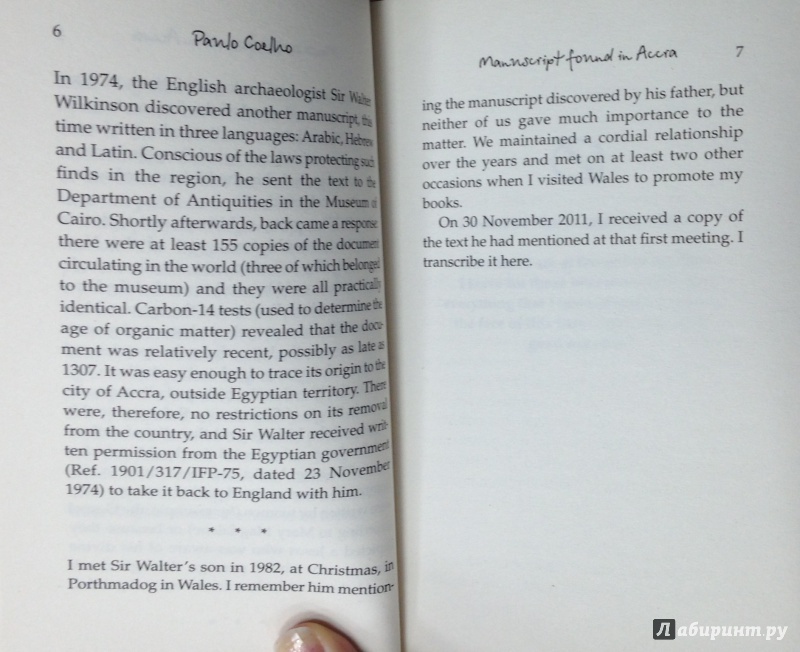 6
Paulo Coelho
In 1974, the English archaeologist Sir Walter
Wilkinson discovered another manuscript, this
time written in three languages: Arabic, Hebrew
and Latin. Conscious of the laws protecting such
finds in the region, he sent the text to the
Department of Antiquities in the Museum of
Cairo. Shortly afterwards, back came a response:
there were at least 155 copies of the document
circulating in the world (three of which belonged
to the museum) and they were all practically
identical. Carbon-14 tests (used to determine the
age of organic matter) revealed that the docu-
ment was relatively recent, possibly as late as
1307. It was easy enough to trace its origin to the
city of Accra, outside Egyptian territory. There
were, therefore, no restrictions on its removal
from the country, and Sir Walter received writ-
ten permission from the Egyptian government
(Ref. 1901/317/IFP-75, dated 23 November
1974) to take it back to England with him.
* * *
I met Sir Walter's son in 1982, at Christmas, in
Porthmadog in Wales. I remember him mention-
Manuscript found in Accra 7
ing the manuscript discovered by his father, but
neither of us gave much importance to the
matter. We maintained a cordial relationship
over the years and met on at least two other
occasions when I visited Wales to promote my
books.
On 30 November 2011, I received a copy of
the text he had mentioned at that first meeting. I
transcribe it here.
Лабиринт.ру